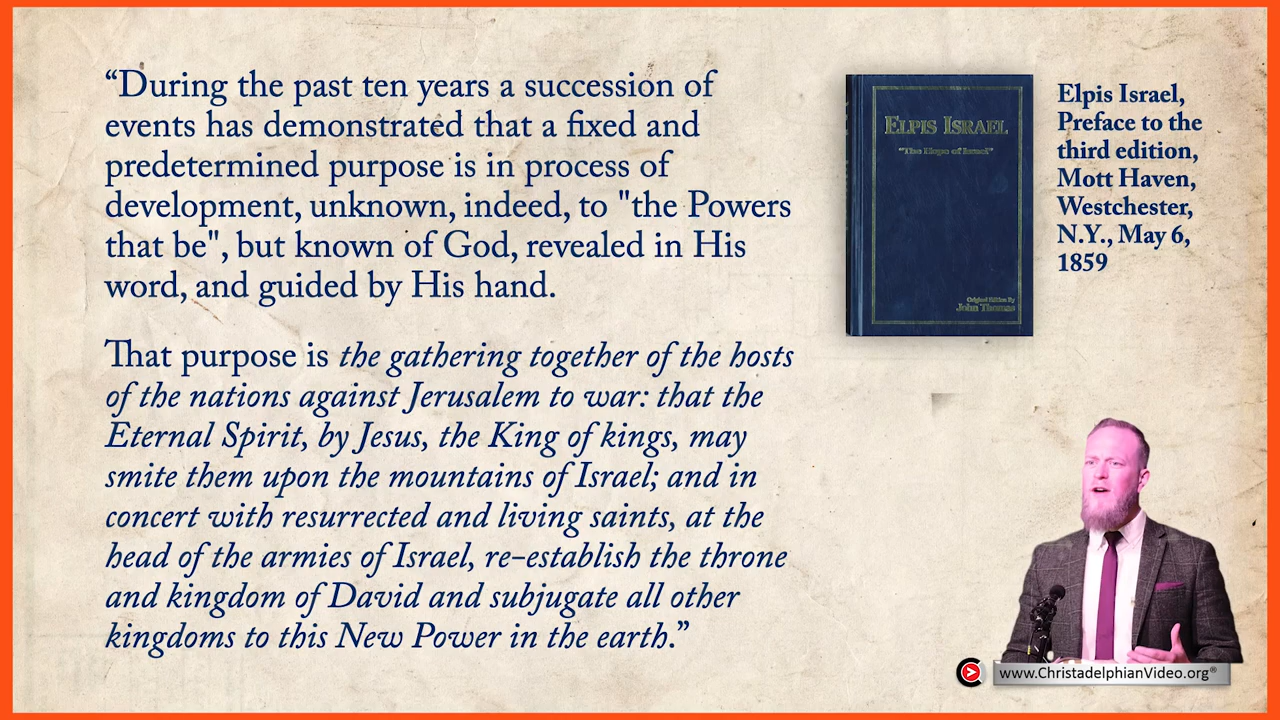 “During the past ten years a succession of
events has demonstrated that a fixed and
predetermined purpose is in process of
development, unknown, indeed, to "the Powers
that be", but known of God, revealed in His
word, and guided by His hand.
That purpose is the gathering together of the hosts
of the nations against Jerusalem to war: that the
Eternal Spirit, by Jesus, the King of kings, may
smite them upon the mountains of Israel; and in
concert with resurrected and living saints, at the
head of the armies of Israel, re-establish the throne
and kingdom of David and subjugate all other
kingdoms to this New Power in the earth.”
ELPIS ISRAEL
"The Hope of Israel"
Original Edition By
John Thomas
Elpis Israel,
Preface to the
third edition,
Mott Haven,
Westchester,
N.Y., May 6,
1859
www.ChristadelphianVideo.org®